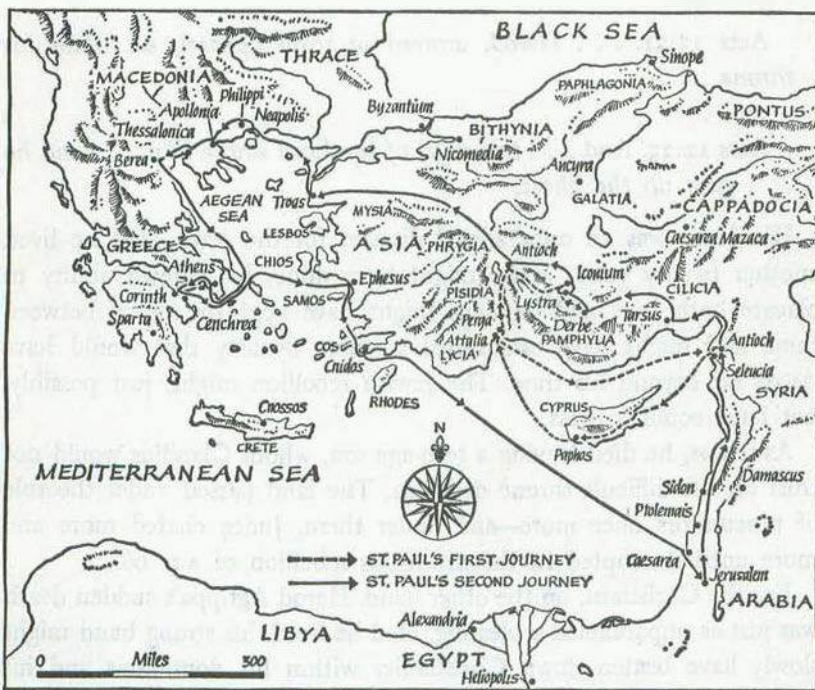 BLACK SEA
THRACE
Sinope
MACEDONIA
Philippi
PAPHLAGONIA
Apollonia
Neapolis
Byzantium
PONTUS
Thessalonica
BITHYNIA
Berea
Nicomedia
Ancyra
AEGEAN
SEA
Troas
GALATIA
MYSIA
CAPPADOCIA
LESBOS
ASIA
PHRYGIA
Antioch
GREECE
CHIOS
Caesarea Mazaca
Athens
Ephesus
Iconium
CILICIA
Corinth
SAMOS
PISIDIA
Lystra
Tarsus
Sparta
Cenchrea
Perga
Derbe
Antioch
COS
Attalia
PAMPHILIA
LYCIA
Seleucia
Cnidos
SYRIA
RHODES
CYPRUS
Cnossos
N
Paphos
RETE
MEDITERRANEAN SEA
Damascus
Sidon
Ptolemais
ST. PAUL'S FIRST JOURNEY
Caesarea
ST. PAUL'S SECOND JOURNEY
Jerusalem
ARABIA
LIBYA
Alexandria
0 Miles 300
EGYPT
Heliopolis